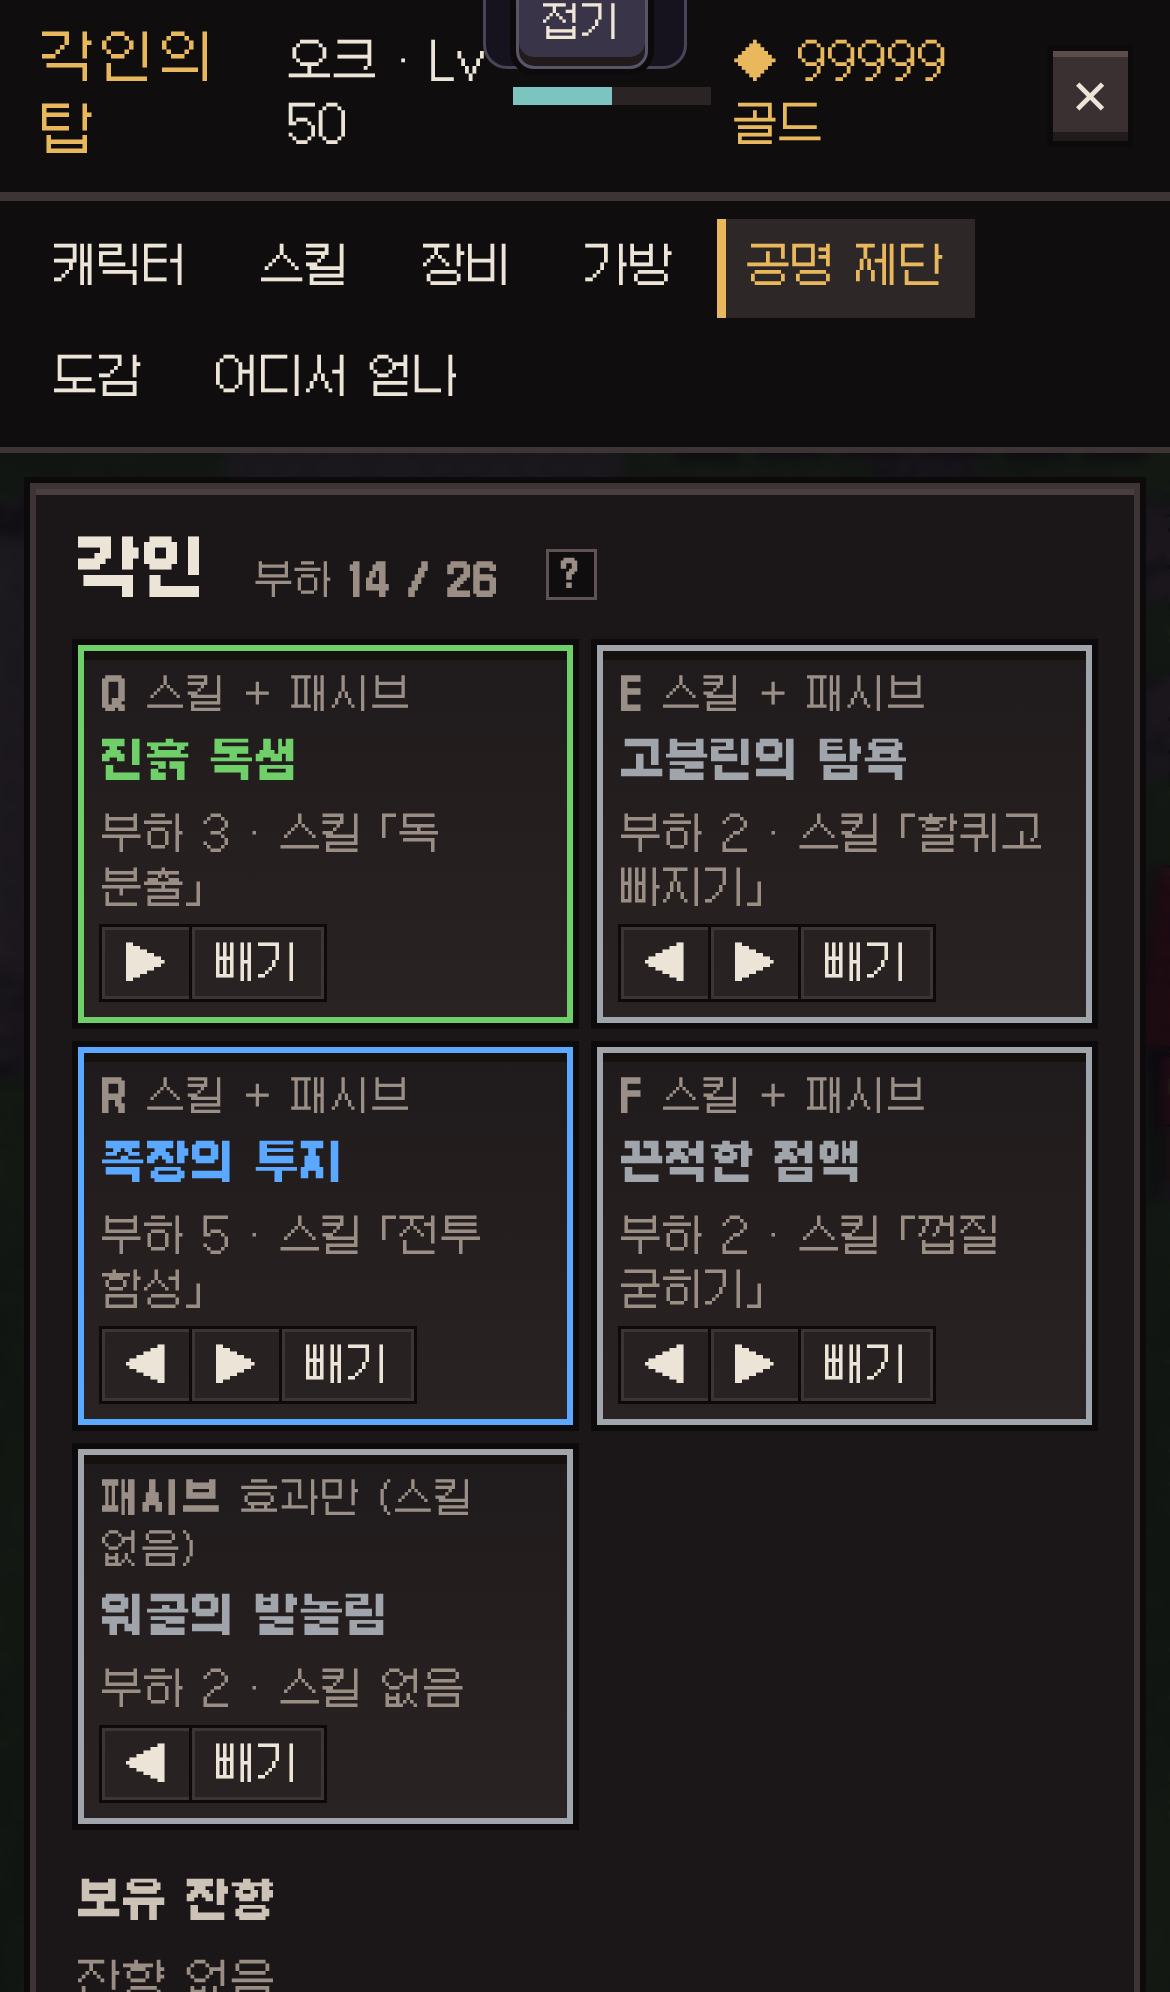 접기
각인의 탑
오크 · Lv 50
◆ 99999 골드
×
캐릭터 스킬 장비 가방 공명 제단
도감 어디서 얻나
각인 부하 14 / 26 ?
Q 스킬 + 패시브
진흙 독샘
부하 3 · 스킬 「독
분출」
▶ 빼기
E 스킬 + 패시브
고블린의 탐욕
부하 2 · 스킬 「할퀴고
빠지기」
◀ ▶ 빼기
R 스킬 + 패시브
족장의 투지
부하 5 · 스킬 「전투
함성」
◀ ▶ 빼기
F 스킬 + 패시브
끈적한 점액
부하 2 · 스킬 「껍질
굳히기」
◀ ▶ 빼기
패시브 효과만 (스킬
없음)
워골의 발놀림
부하 2 · 스킬 없음
◀ 빼기
보유 잔향
잔향 없음